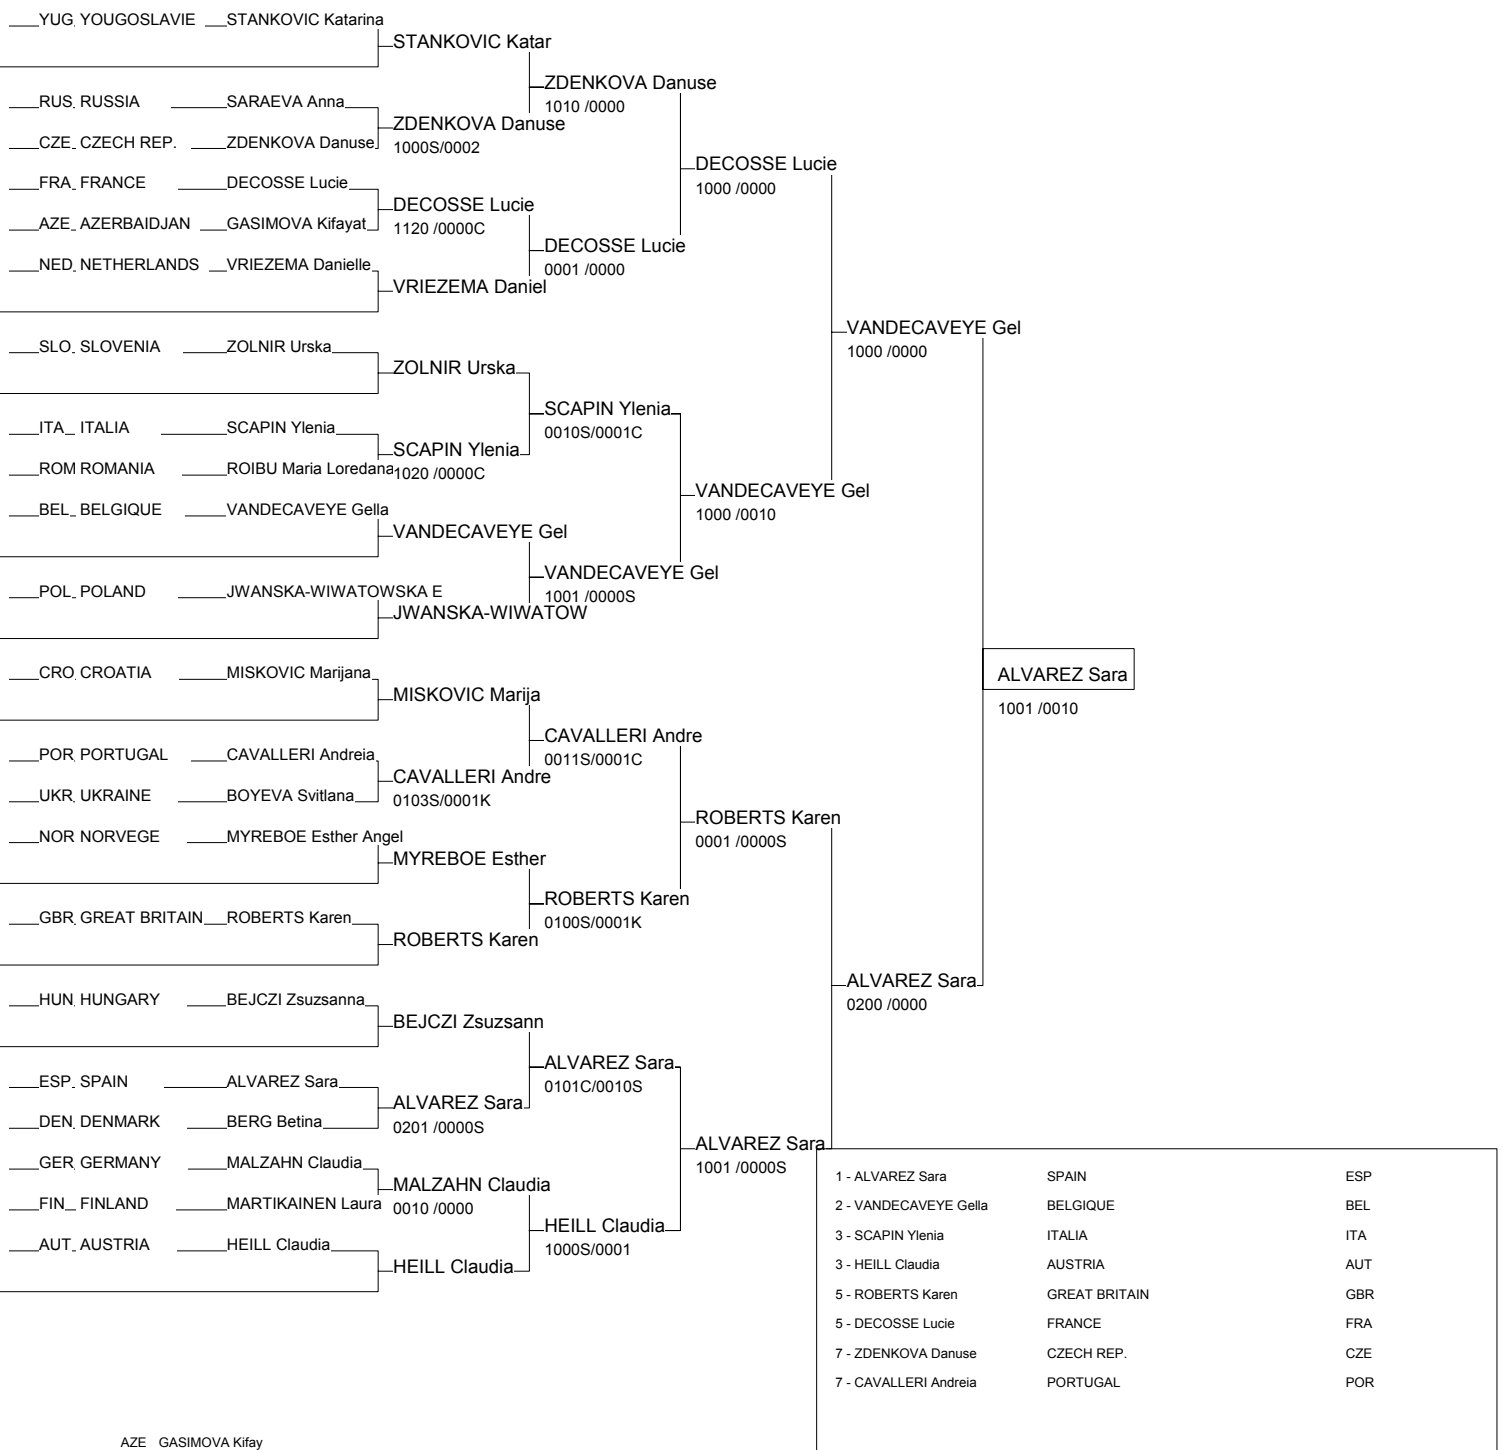 YUG YOUGOSLAVIE STANKOVIC Katarina
STANKOVIC Katar
ZDENKOVA Danuse
1010 /0000
RUS RUSSIA SARAEVA Anna
ZDENKOVA Danuse
1000S/0002
CZE CZECH REP. ZDENKOVA Danuse
DECOSSE Lucie
1000 /0000
FRA FRANCE DECOSSE Lucie
DECOSSE Lucie
1120 /0000C
AZE AZERBAIDJAN GASIMOVA Kifayat
DECOSSE Lucie
0001 /0000
NED NETHERLANDS VRIEZEMA Danielle
VRIEZEMA Daniel
VANDECAVEYE Gel
1000 /0000
SLO SLOVENIA ZOLNIR Urska
ZOLNIR Urska
SCAPIN Ylenia
0010S/0001C
ITA ITALIA SCAPIN Ylenia
SCAPIN Ylenia
1020 /0000C
ROM ROMANIA ROIBU Maria Loredana
VANDECAVEYE Gel
1000 /0010
BEL BELGIQUE VANDECAVEYE Gella
VANDECAVEYE Gel
VANDECAVEYE Gel
1001 /0000S
POL POLAND JWANSKA-WIWATOWSKA E
JWANSKA-WIWATOW
CRO CROATIA MISKOVIC Marijana
ALVAREZ Sara
1001 /0010
MISKOVIC Marija
CAVALLERI Andre
0011S/0001C
POR PORTUGAL CAVALLERI Andreia
CAVALLERI Andre
0103S/0001K
UKR UKRAINE BOYEVA Svitlana
ROBERTS Karen
0001 /0000S
NOR NORVEGE MYREBOE Esther Angel
MYREBOE Esther
ROBERTS Karen
0100S/0001K
GBR GREAT BRITAIN ROBERTS Karen
ROBERTS Karen
ALVAREZ Sara
0200 /0000
HUN HUNGARY BEJCZI Zsuzsanna
BEJCZI Zsuzsann
ALVAREZ Sara
0101C/0010S
ESP SPAIN ALVAREZ Sara
ALVAREZ Sara
0201 /0000S
DEN DENMARK BERG Betina
ALVAREZ Sara
1001 /0000S
GER GERMANY MALZAHN Claudia
MALZAHN Claudia
0010 /0000
FIN FINLAND MARTIKAINEN Laura
HEILL Claudia
1000S/0001
AUT AUSTRIA HEILL Claudia
HEILL Claudia
1 - ALVAREZ Sara SPAIN ESP
2 - VANDECAVEYE Gella BELGIQUE BEL
3 - SCAPIN Ylenia ITALIA ITA
3 - HEILL Claudia AUSTRIA AUT
5 - ROBERTS Karen GREAT BRITAIN GBR
5 - DECOSSE Lucie FRANCE FRA
7 - ZDENKOVA Danuse CZECH REP. CZE
7 - CAVALLERI Andreia PORTUGAL POR
AZE GASIMOVA Kifay